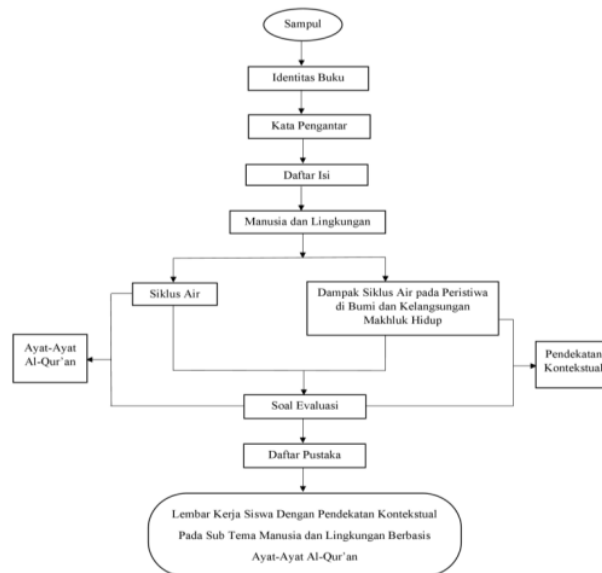 Sampul
Identitas Buku
Kata Pengantar
Daftar Isi
Manusia dan Lingkungan
Siklus Air
Dampak Siklus Air pada Peristiwa
di Bumi dan Kelangsungan
Makhluk Hidup
Ayat-Ayat
Al-Qur'an
Pendekatan
Kontekstual
Soal Evaluasi
Daftar Pustaka
Lembar Kerja Siswa Dengan Pendekatan Kontekstual
Pada Sub Tema Manusia dan Lingkungan Berbasis
Ayat-Ayat Al-Qur'an